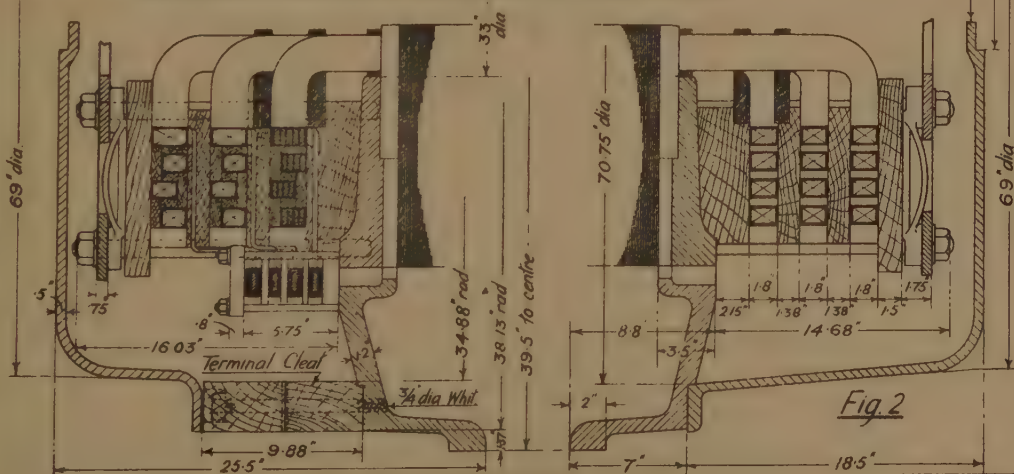 33" dia
69" dia
70·75" dia
69" dia
·5"
·75"
·8"
5·75"
16·03"
2"
34·88" rad
38·13" rad
39·5" to centre
Terminal Cleat
3/4 dia Whit.
9·88"
25·5"
1·37"
8·8
3·5"
2"
7"
2·15"
1·8"
1·38"
1·8"
1·38"
1·8"
1·5"
1·75"
14·68"
18·5"
Fig. 2